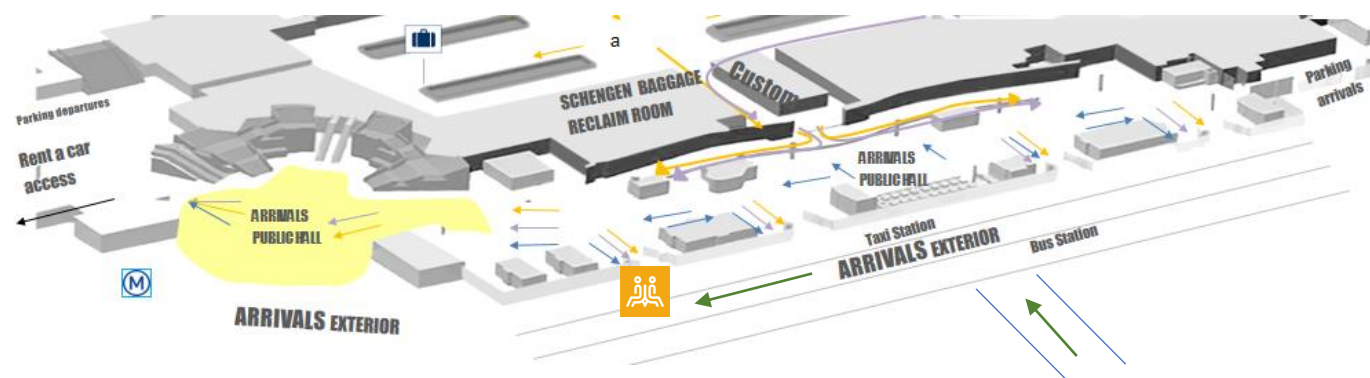 a
SCHENGEN BAGGAGE
RECLAIM ROOM
Custom
Parking
arrivals
Parking departures
Rent a car
access
ARRIVALS
PUBLIC HALL
ARRIVALS
PUBLIC HALL
Taxi Station
ARRIVALS EXTERIOR
Bus Station
M
ARRIVALS EXTERIOR